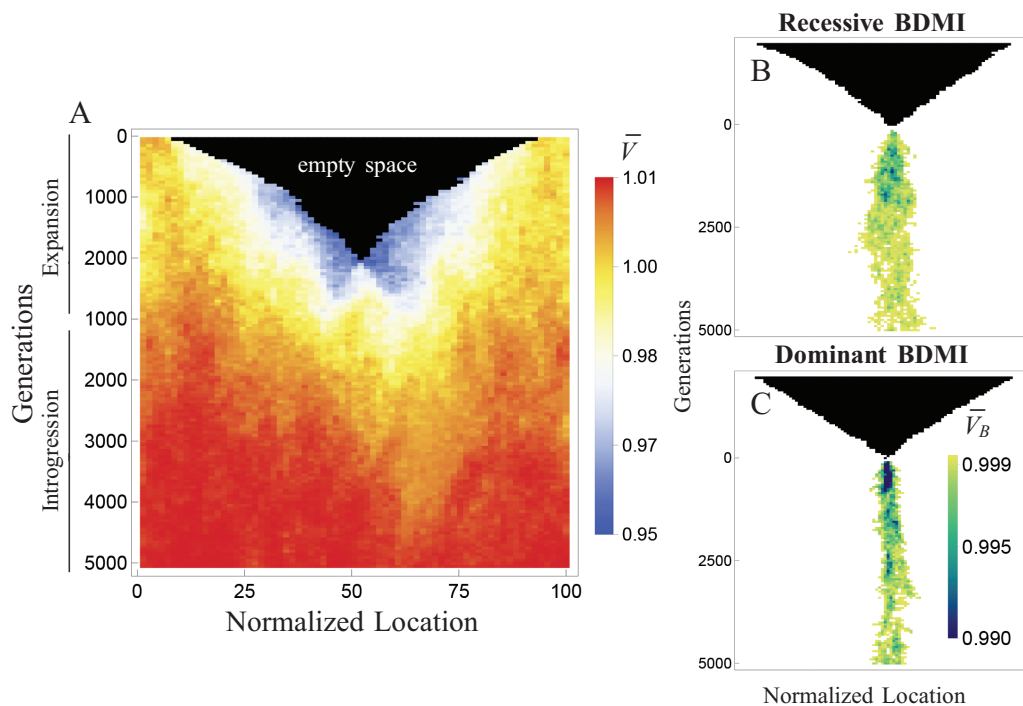 A
Generations
Expansion
Introgression
0
1000
2000
1000
2000
3000
4000
5000
empty space
0
25
50
75
100
Normalized Location
V
1.01
1.00
0.98
0.97
0.95
Recessive BDMI
B
0
2500
5000
Generations
Dominant BDMI
C
0
2500
5000
V_B
0.999
0.995
0.990
Normalized Location